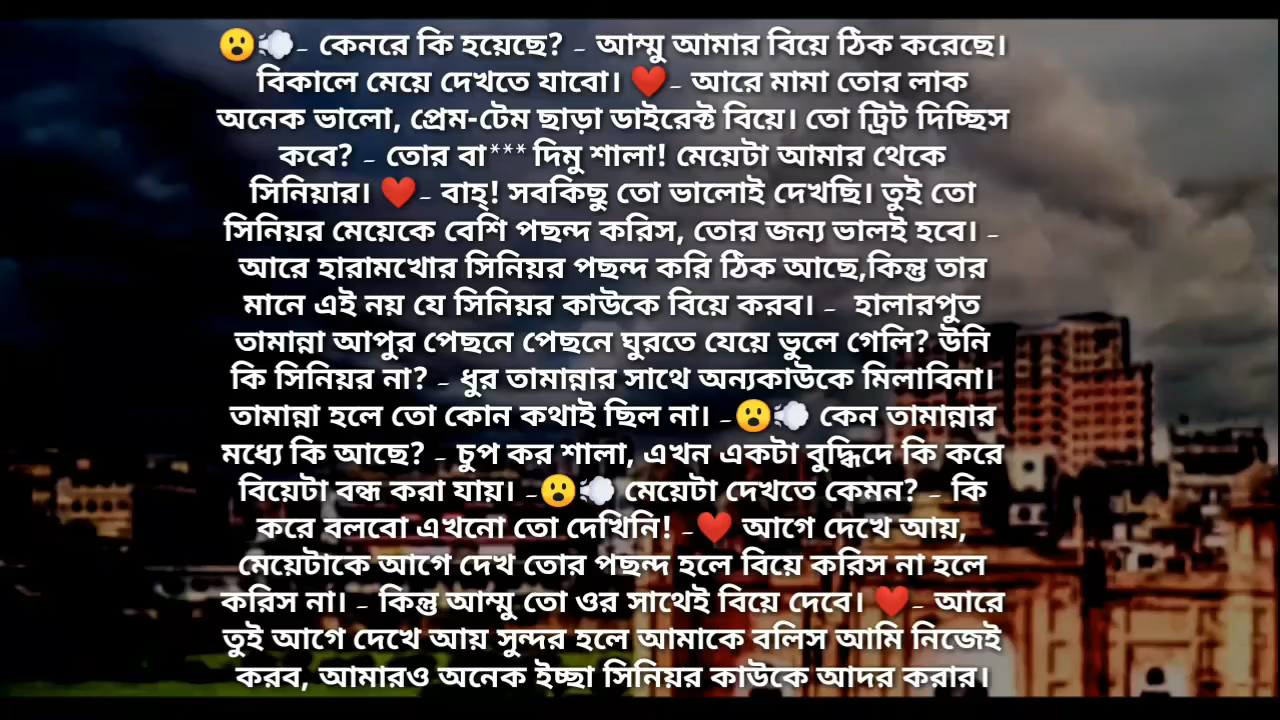 😮💨- কেনরে কি হয়েছে? - আম্মু আমার বিয়ে ঠিক করেছে।
বিকালে মেয়ে দেখতে যাবো। ❤️- আরে মামা তোর লাক
অনেক ভালো, প্রেম-টেম ছাড়া ডাইরেক্ট বিয়ে। তো ট্রিট দিচ্ছিস
কবে? - তোর বা*** দিমু শালা! মেয়েটা আমার থেকে
সিনিয়ার। ❤️- বাহ্! সবকিছু তো ভালোই দেখছি। তুই তো
সিনিয়র মেয়েকে বেশি পছন্দ করিস, তোর জন্য ভালই হবে। -
আরে হারামখোর সিনিয়র পছন্দ করি ঠিক আছে,কিন্তু তার
মানে এই নয় যে সিনিয়র কাউকে বিয়ে করব। - হালারপুত
তামান্না আপুর পেছনে পেছনে ঘুরতে যেয়ে ভুলে গেলি? উনি
কি সিনিয়র না? - ধুর তামান্নার সাথে অন্যকাউকে মিলাবিনা।
তামান্না হলে তো কোন কথাই ছিল না। -😮💨 কেন তামান্নার
মধ্যে কি আছে? - চুপ কর শালা, এখন একটা বুদ্ধিদে কি করে
বিয়েটা বন্ধ করা যায়। -😮💨 মেয়েটা দেখতে কেমন? - কি
করে বলবো এখনো তো দেখিনি! -❤️ আগে দেখে আয়,
মেয়েটাকে আগে দেখ তোর পছন্দ হলে বিয়ে করিস না হলে
করিস না। - কিন্তু আম্মু তো ওর সাথেই বিয়ে দেবে। ❤️- আরে
তুই আগে দেখে আয় সুন্দর হলে আমাকে বলিস আমি নিজেই
করব, আমারও অনেক ইচ্ছা সিনিয়র কাউকে আদর করার।